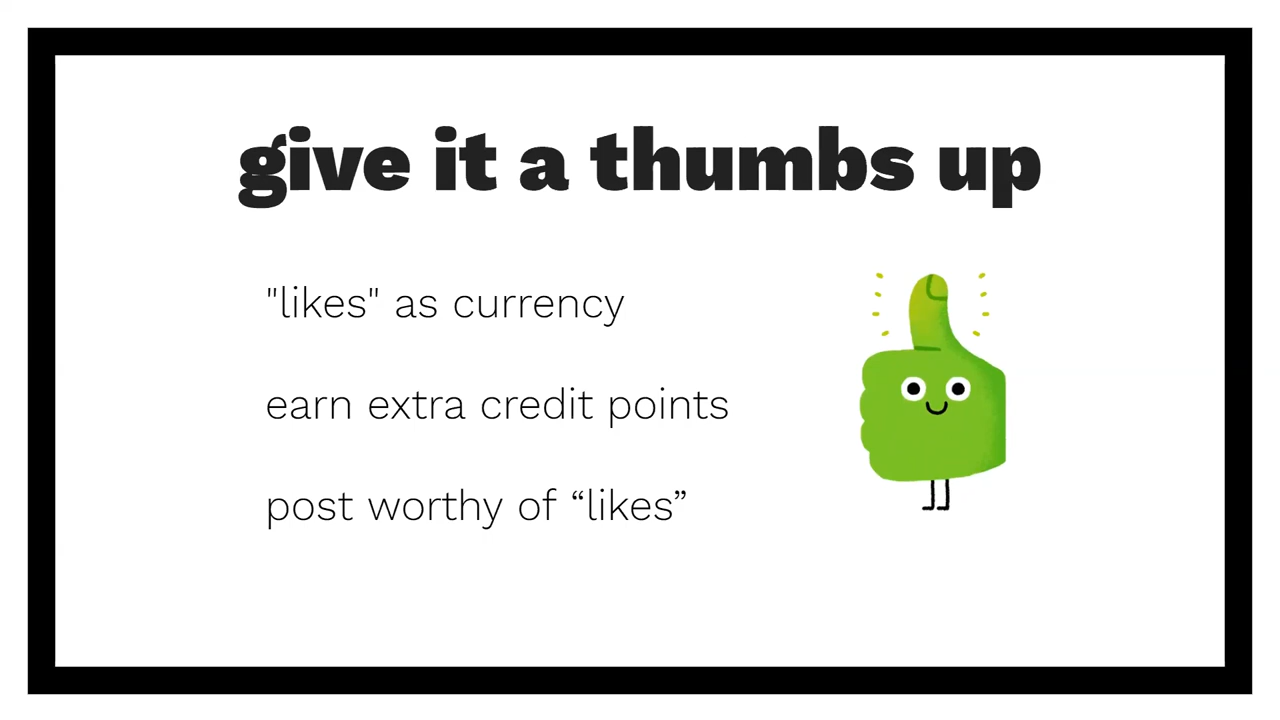 give it a thumbs up
"likes" as currency
earn extra credit points
post worthy of “likes”